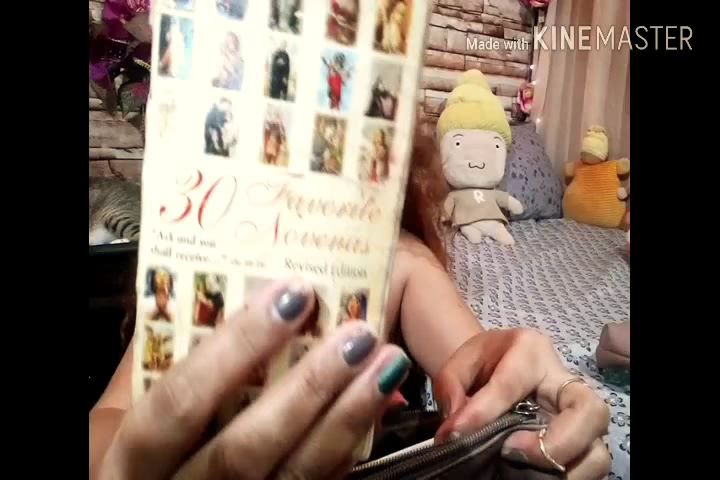 Made with KINEMASTER
30 Favorite
Novenas
"Ask and you
shall receive..."
Revised Edition
R